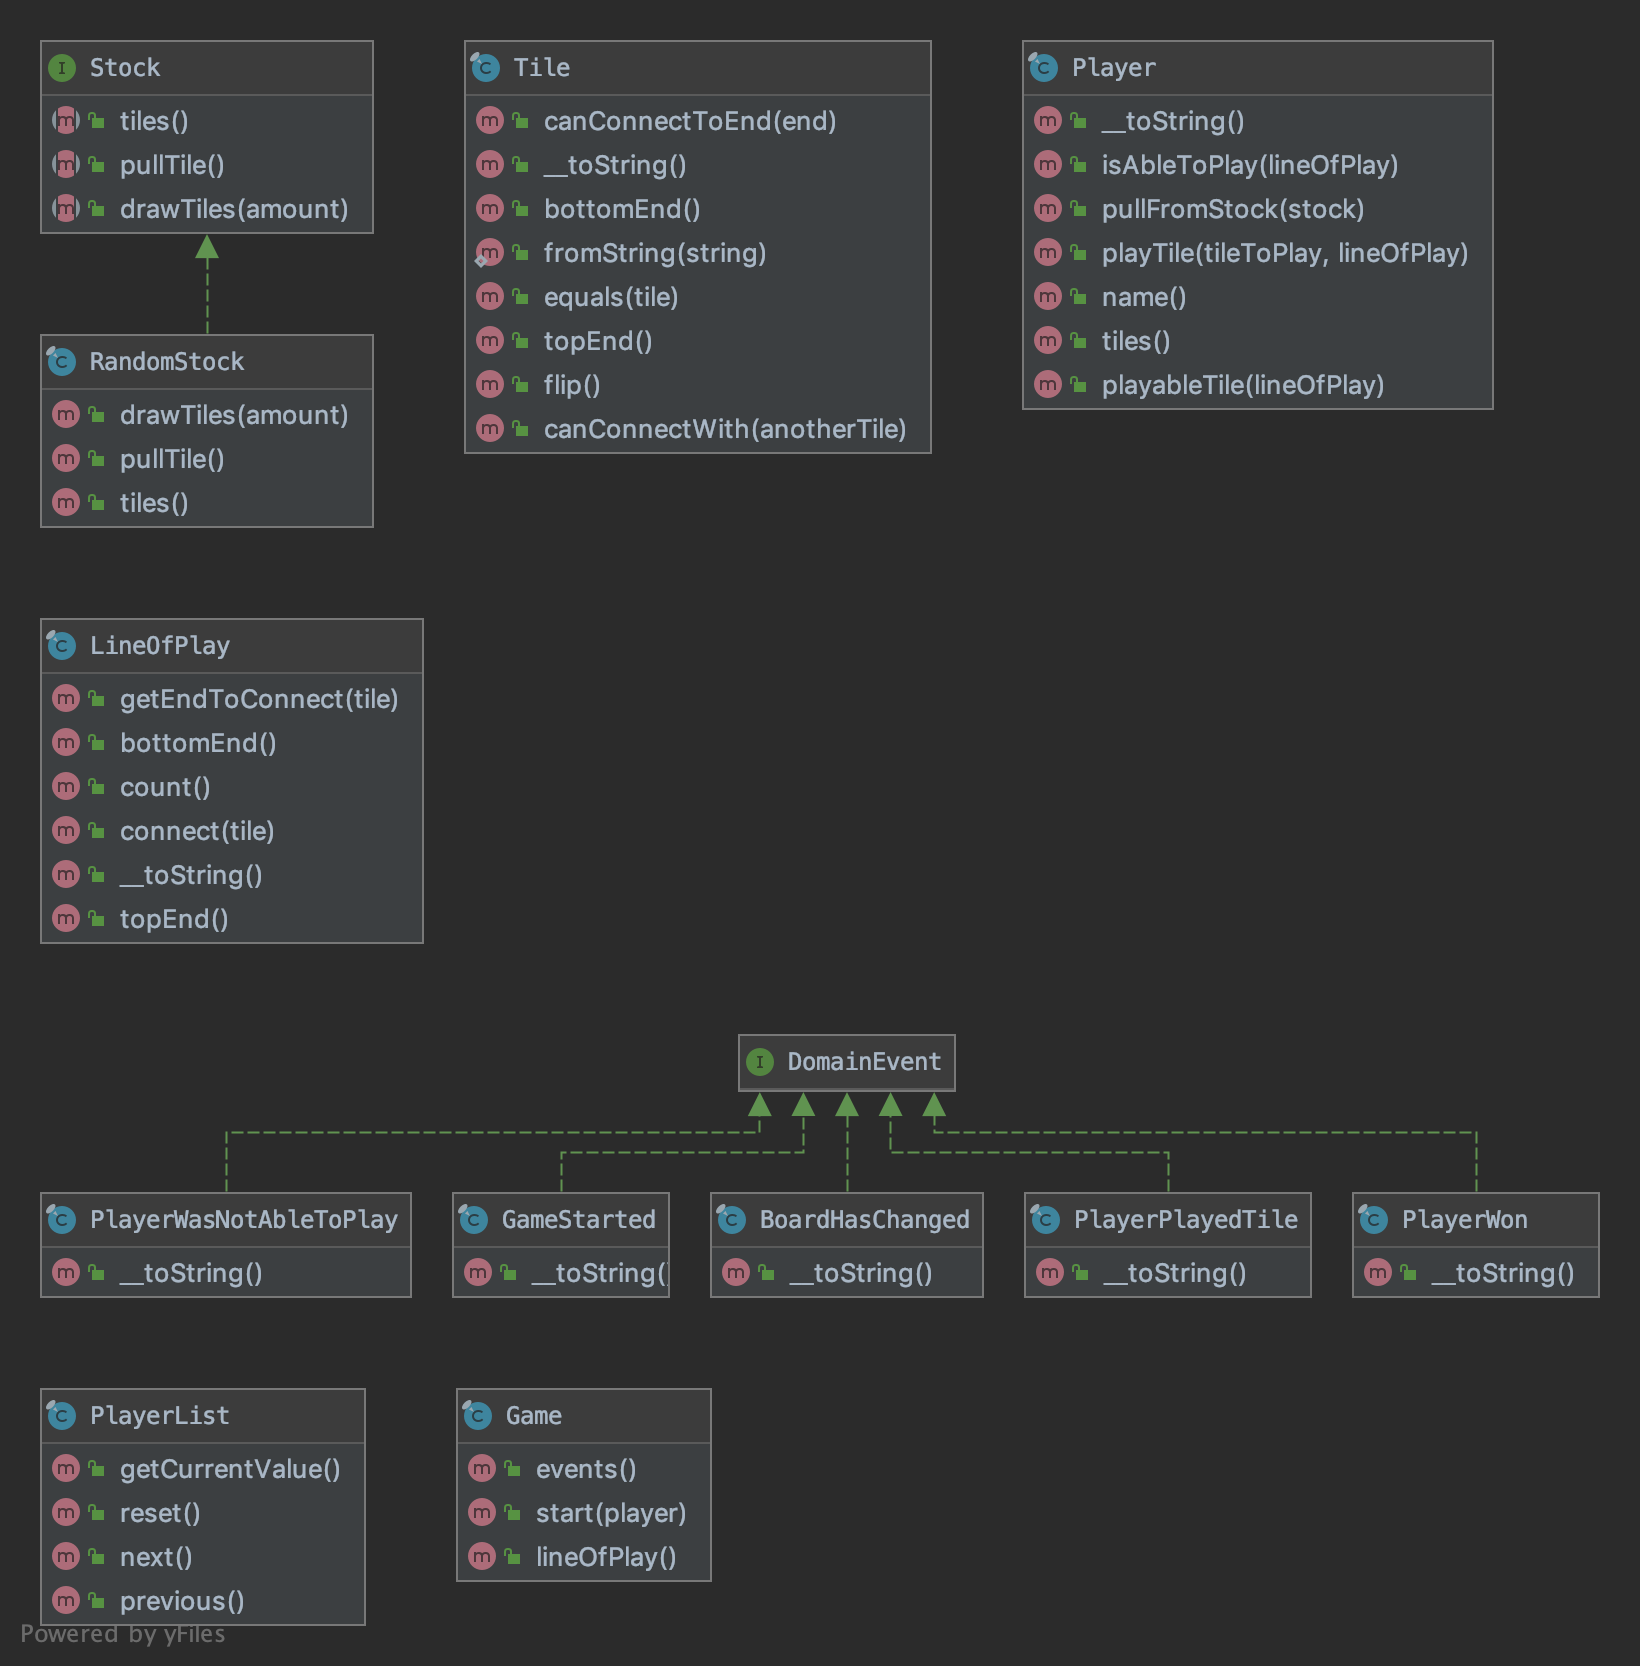 Stock
tiles()
pullTile()
drawTiles(amount)
RandomStock
drawTiles(amount)
pullTile()
tiles()
Tile
canConnectToEnd(end)
__toString()
bottomEnd()
fromString(string)
equals(tile)
topEnd()
flip()
canConnectWith(anotherTile)
Player
__toString()
isAbleToPlay(lineOfPlay)
pullFromStock(stock)
playTile(tileToPlay, lineOfPlay)
name()
tiles()
playableTile(lineOfPlay)
LineOfPlay
getEndToConnect(tile)
bottomEnd()
count()
connect(tile)
__toString()
topEnd()
DomainEvent
PlayerWasNotAbleToPlay
__toString()
GameStarted
__toString(
BoardHasChanged
__toString()
PlayerPlayedTile
__toString()
PlayerWon
__toString()
PlayerList
getCurrentValue()
reset()
next()
previous()
Game
events()
start(player)
lineOfPlay()
Powered by yFiles